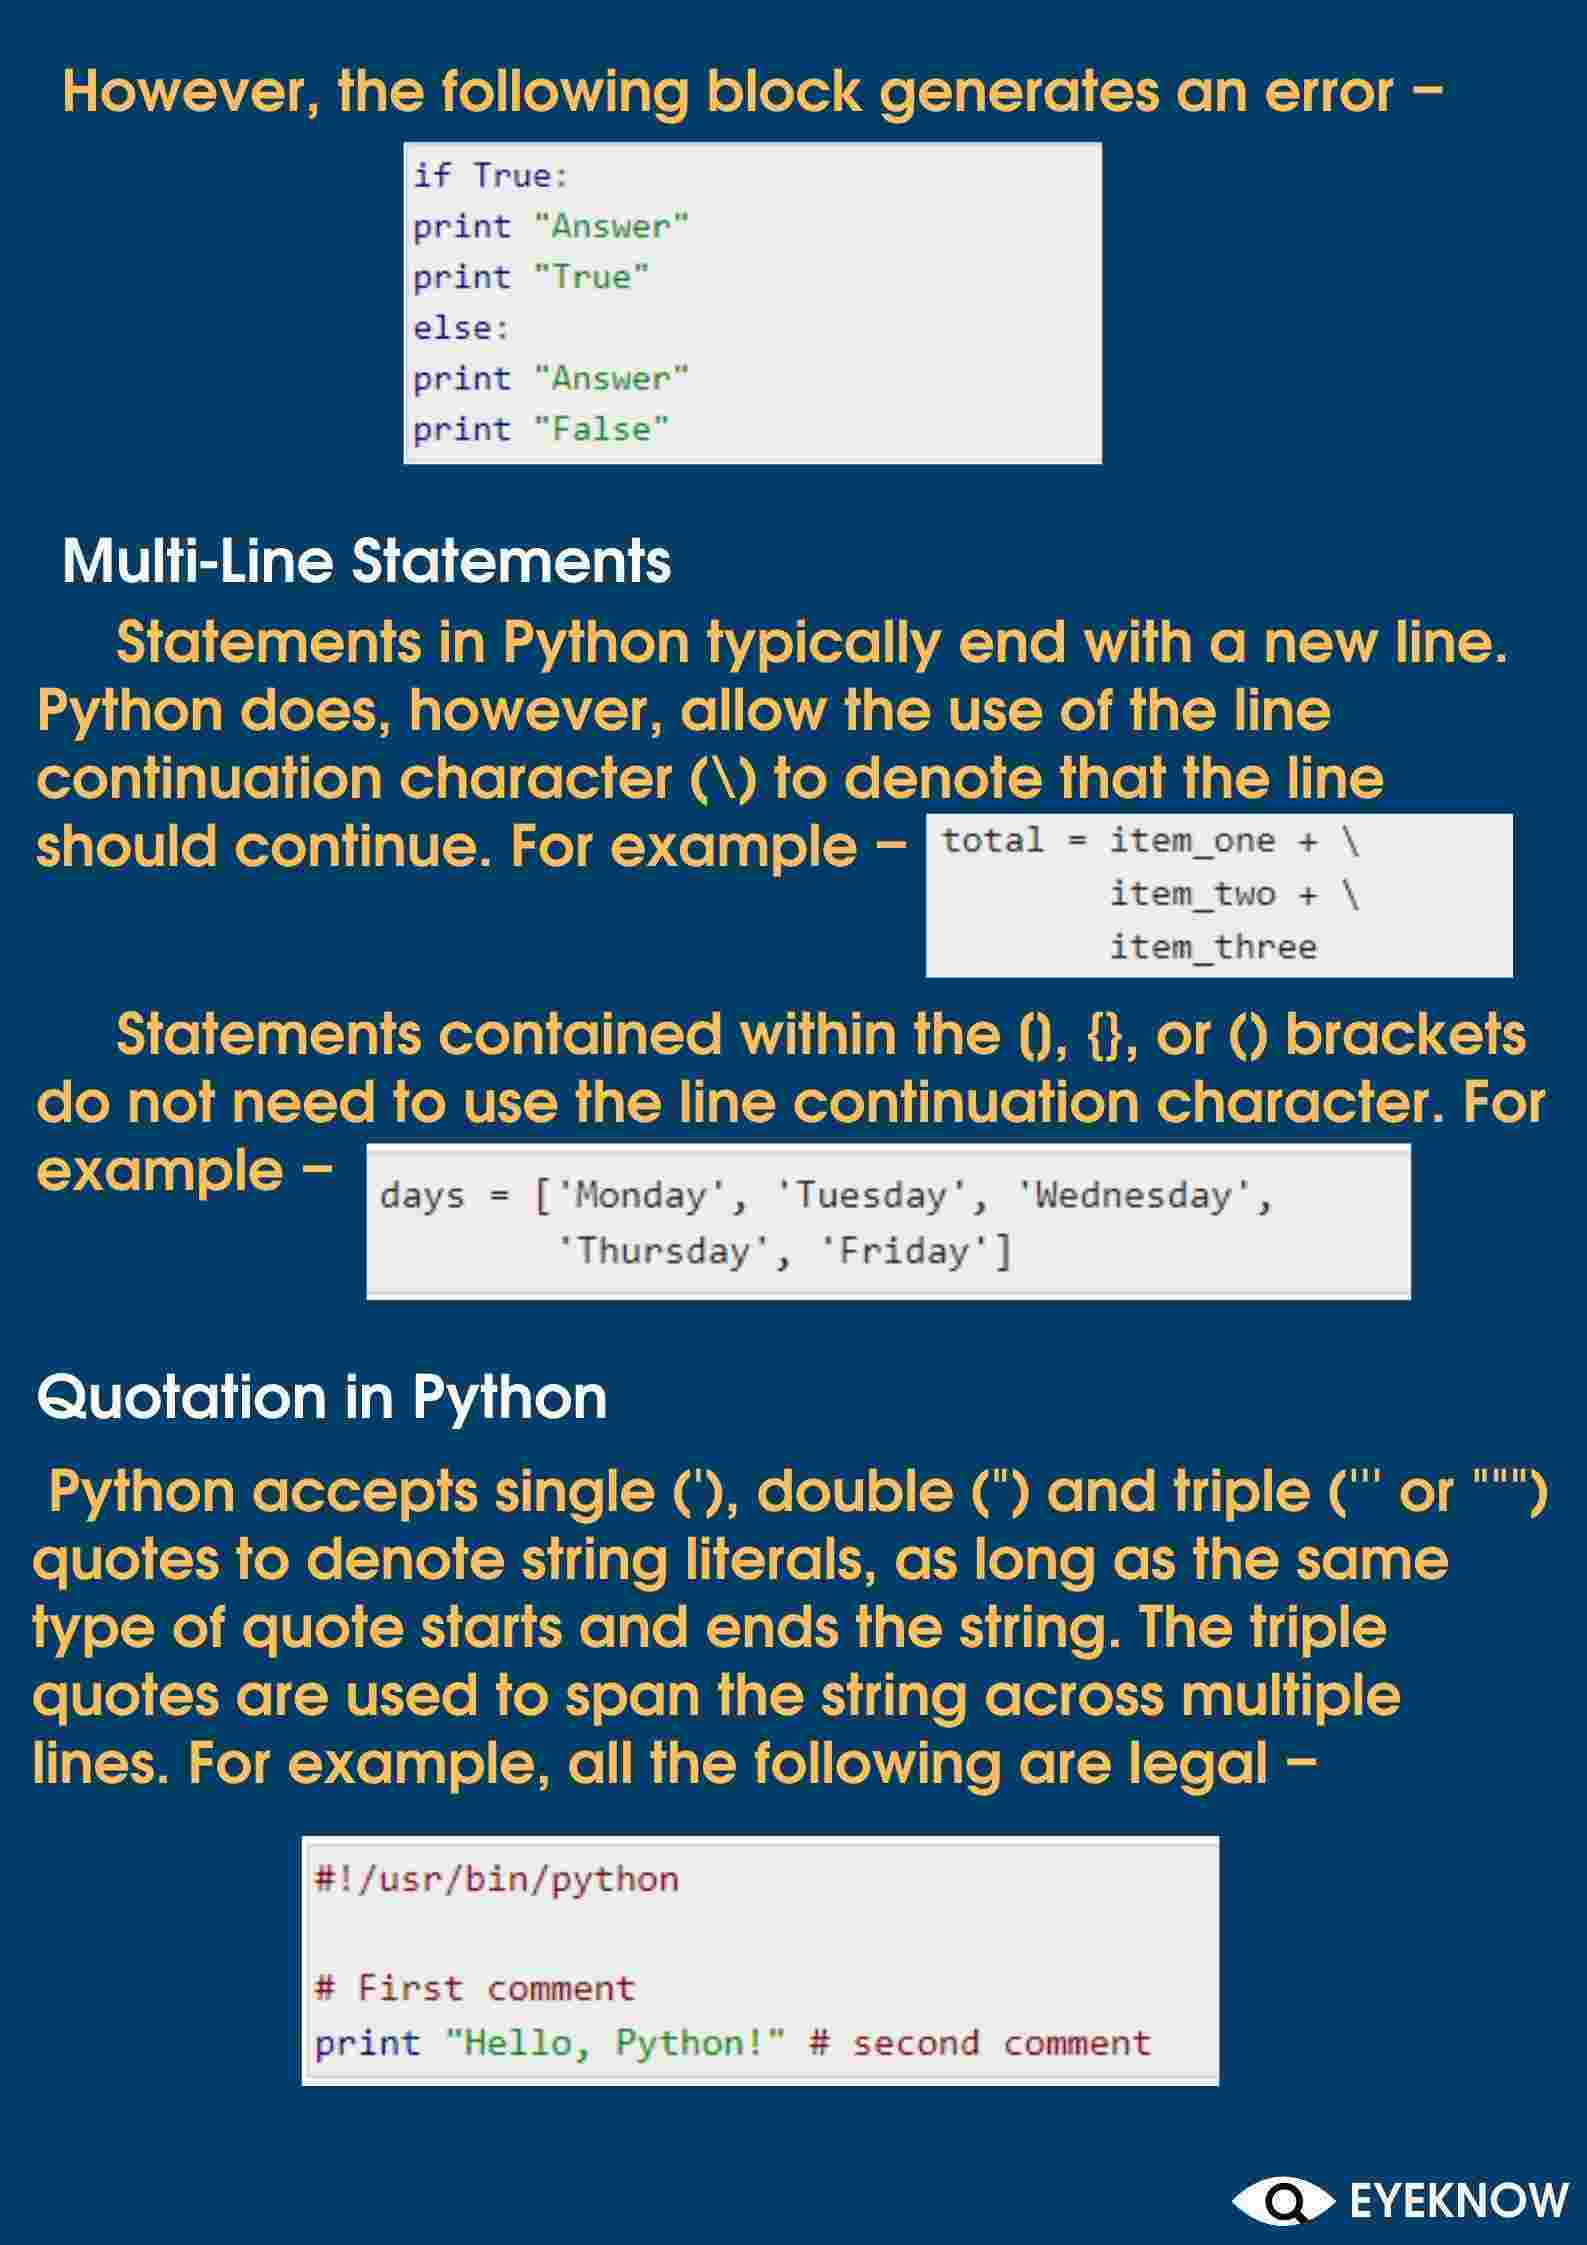 However, the following block generates an error –
if True:
print "Answer"
print "True"
else:
print "Answer"
print "False"
Multi-Line Statements
Statements in Python typically end with a new line.
Python does, however, allow the use of the line
continuation character (\) to denote that the line
should continue. For example –
total = item_one + \
        item_two + \
        item_three
Statements contained within the (), {}, or () brackets
do not need to use the line continuation character. For
example –
days = ['Monday', 'Tuesday', 'Wednesday',
        'Thursday', 'Friday']
Quotation in Python
Python accepts single ('), double (") and triple (''' or """)
quotes to denote string literals, as long as the same
type of quote starts and ends the string. The triple
quotes are used to span the string across multiple
lines. For example, all the following are legal –
#!/usr/bin/python
# First comment
print "Hello, Python!" # second comment
EYEKNOW